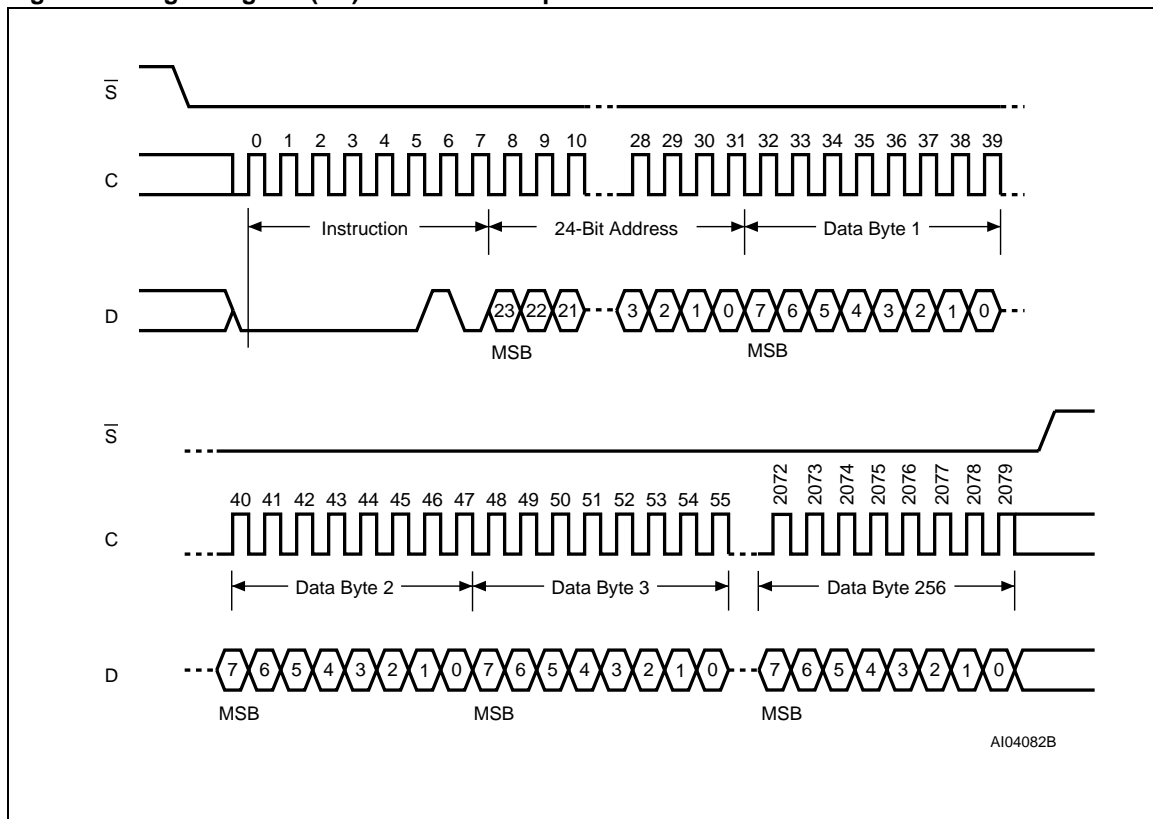 S
0 1 2 3 4 5 6 7 8 9 10 28 29 30 31 32 33 34 35 36 37 38 39
C
Instruction 24-Bit Address Data Byte 1
D
23 22 21 3 2 1 0 7 6 5 4 3 2 1 0
MSB MSB
S
40 41 42 43 44 45 46 47 48 49 50 51 52 53 54 55 2072 2073 2074 2075 2076 2077 2078 2079
C
Data Byte 2 Data Byte 3 Data Byte 256
D
7 6 5 4 3 2 1 0 7 6 5 4 3 2 1 0 7 6 5 4 3 2 1 0
MSB MSB MSB
AI04082B